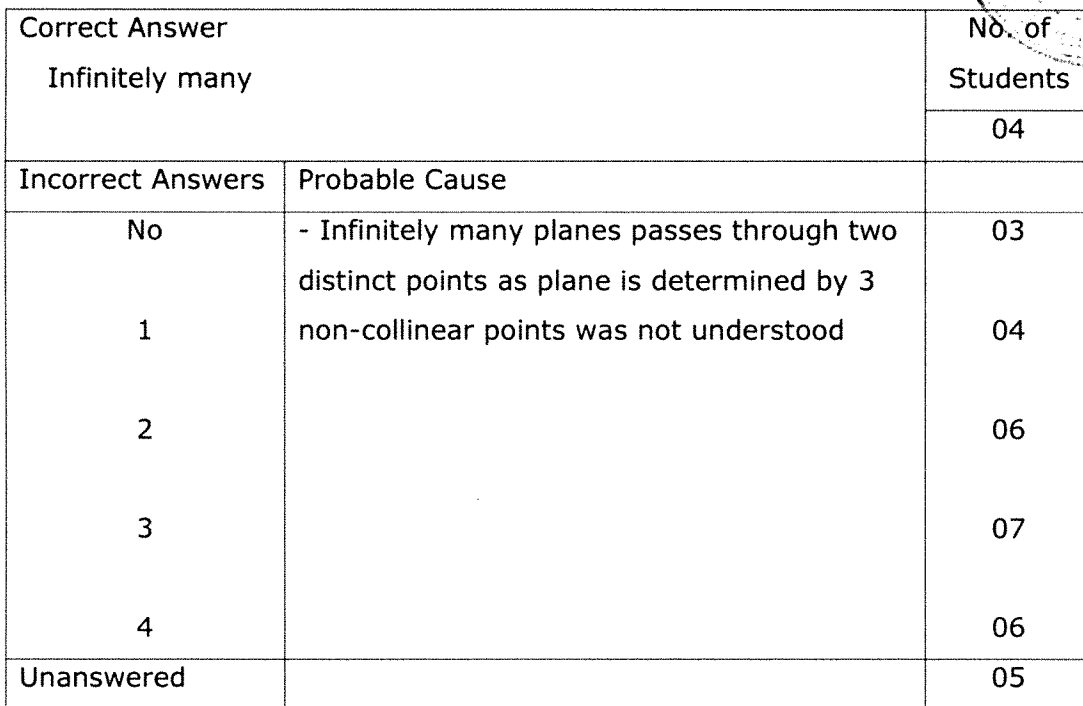 Correct Answer
No. of
Infinitely many
Students
04
Incorrect Answers Probable Cause
No - Infinitely many planes passes through two 03
distinct points as plane is determined by 3
1 non-collinear points was not understood 04
2 06
3 07
4 06
Unanswered 05